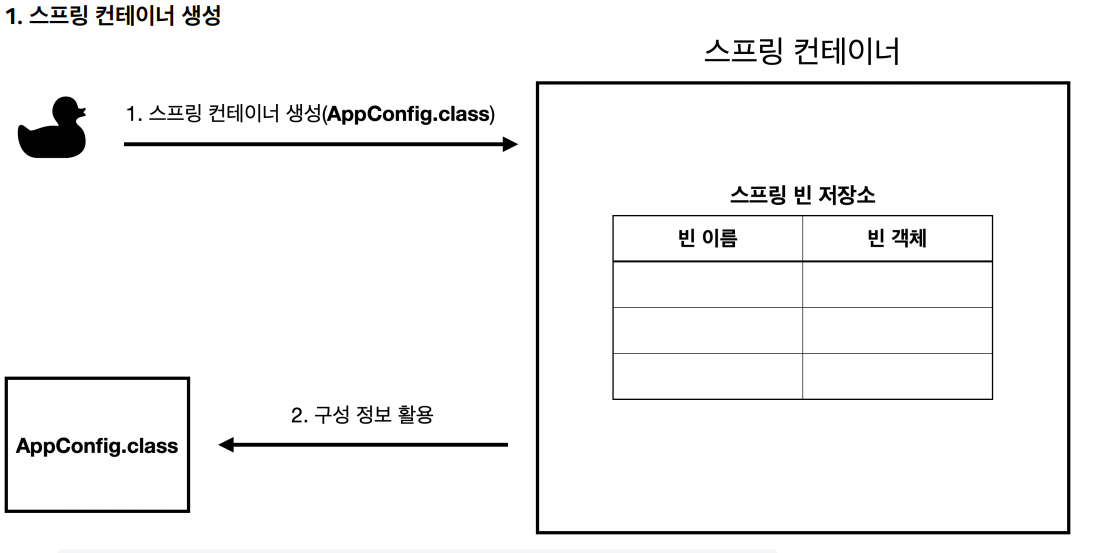 1. 스프링 컨테이너 생성
스프링 컨테이너
1. 스프링 컨테이너 생성(AppConfig.class)
스프링 빈 저장소
빈 이름 빈 객체
2. 구성 정보 활용
AppConfig.class